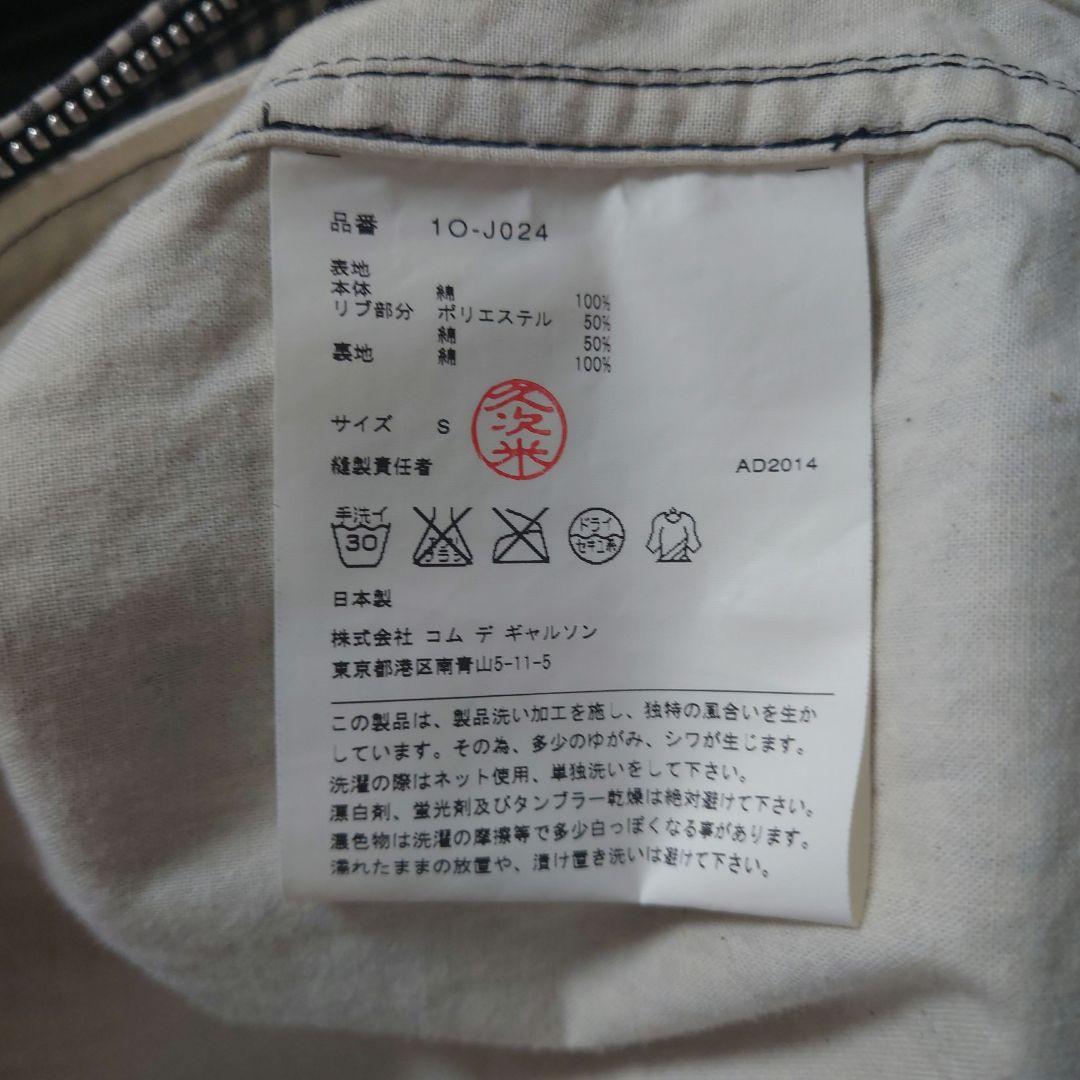 品番 1O-J024
表地
本体 綿 100%
リブ部分 ポリエステル 50%
綿 50%
裏地 綿 100%
サイズ S
久次米
縫製責任者 AD2014
手洗イ
30
エンソ
サラシ
ドライ
セキユ系
日本製
株式会社 コム デ ギャルソン
東京都港区南青山5-11-5
この製品は、製品洗い加工を施し、独特の風合いを生か
しています。その為、多少のゆがみ、シワが生じます。
洗濯の際はネット使用、単独洗いをして下さい。
漂白剤、蛍光剤及びタンブラー乾燥は絶対避けて下さい。
濃色物は洗濯の摩擦等で多少白っぽくなる事があります。
濡れたままの放置や、漬け置き洗いは避けて下さい。